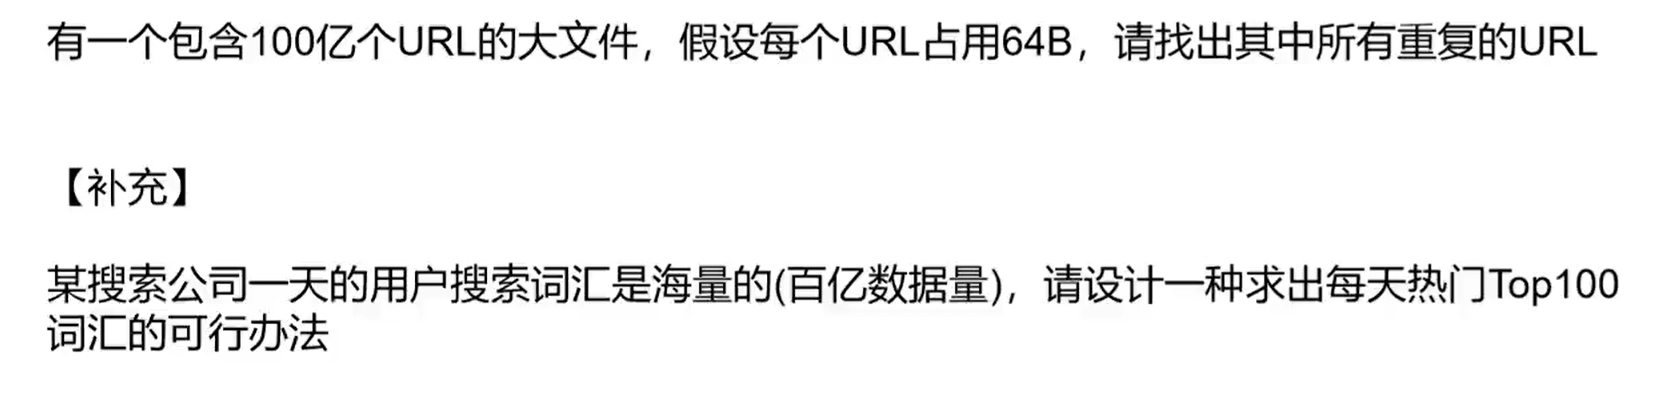 有一个包含100亿个URL的大文件，假设每个URL占用64B，请找出其中所有重复的URL
【补充】
某搜索公司一天的用户搜索词汇是海量的(百亿数据量)，请设计一种求出每天热门Top100
词汇的可行办法